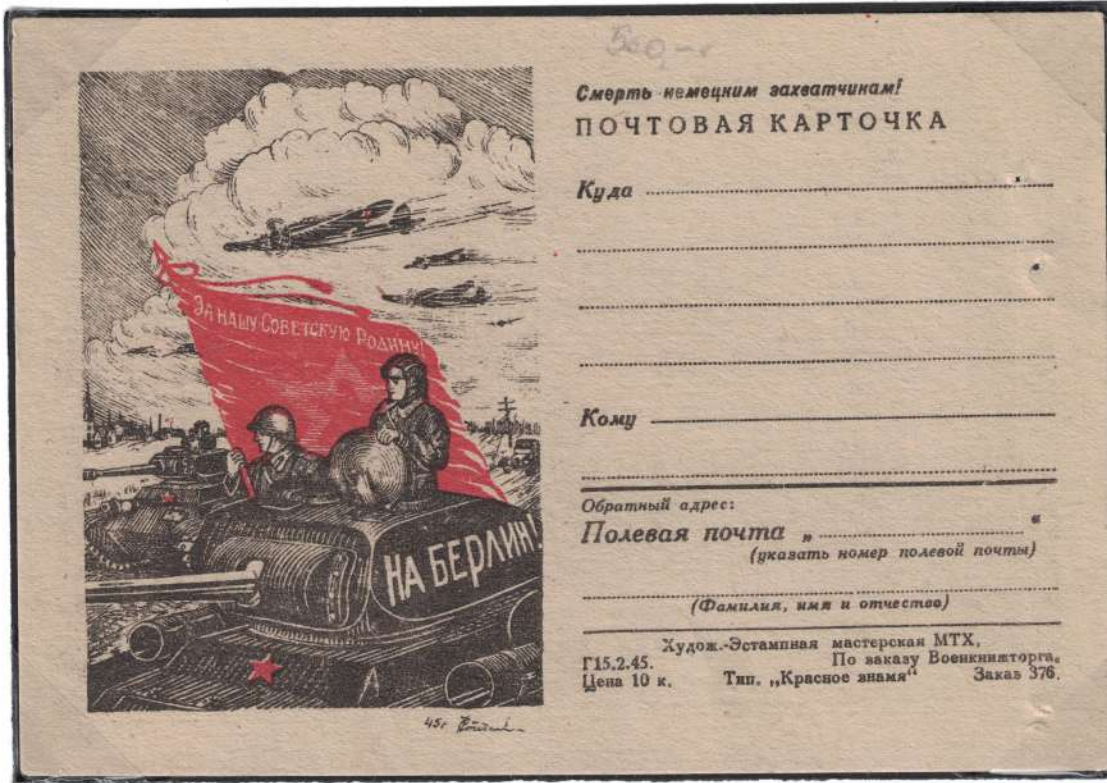 500,-
ЗА НАШУ СОВЕТСКУЮ РОДИНУ!
НА БЕРЛИН!
45г
Смерть немецким захватчикам!
ПОЧТОВАЯ КАРТОЧКА
Куда
Кому
Обратный адрес:
Полевая почта „ “
(указать номер полевой почты)
(Фамилия, имя и отчество)
Худож.-Эстампная мастерская МТХ,
Г15.2.45. По заказу Военкнижторга.
Цена 10 к. Тип. „Красное знамя“ Заказ 376.